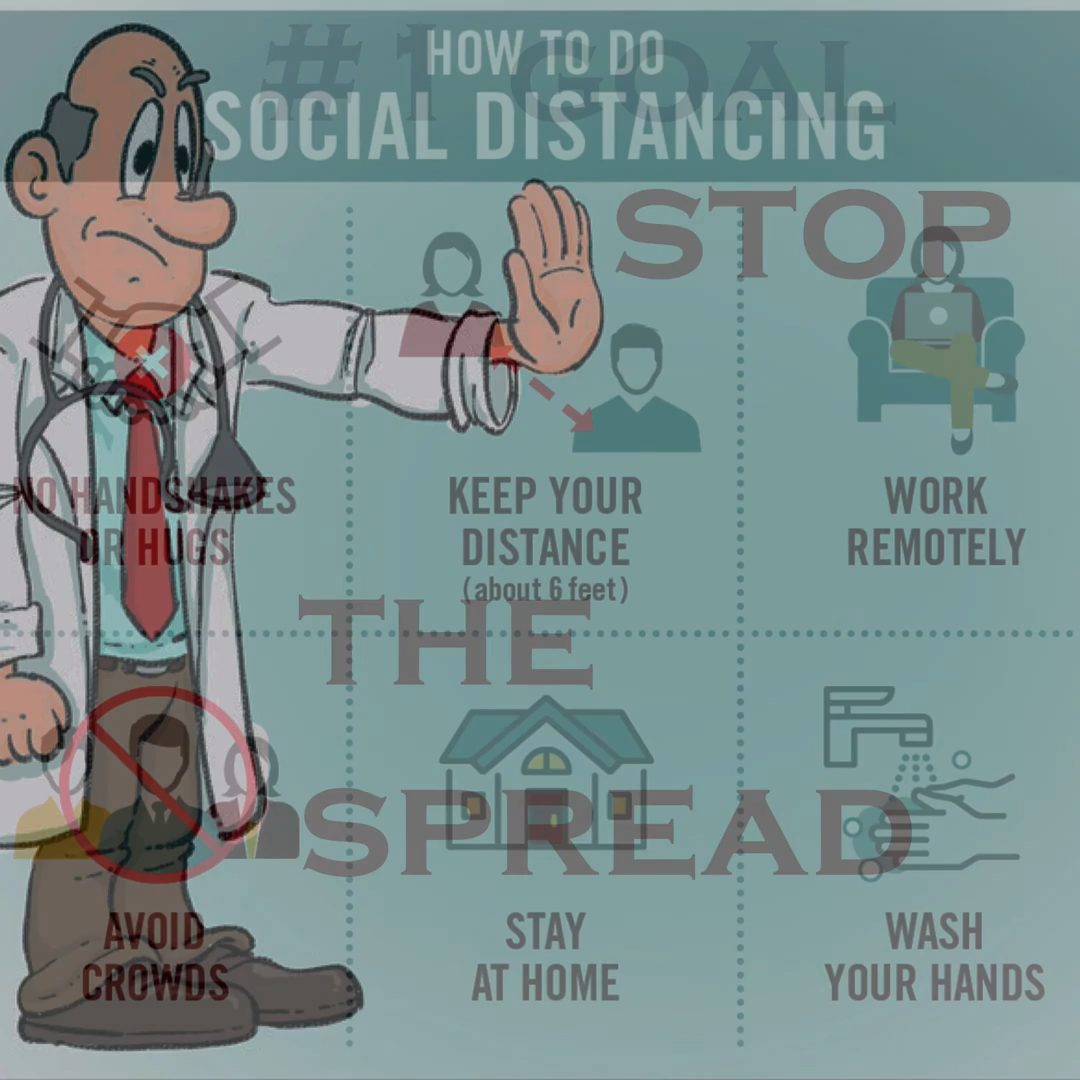 # 1 GOAL
HOW TO DO
SOCIAL DISTANCING
STOP
NO HANDSHAKES
OR HUGS
KEEP YOUR
DISTANCE
(about 6 feet)
WORK
REMOTELY
THE
SPREAD
AVOID
CROWDS
STAY
AT HOME
WASH
YOUR HANDS